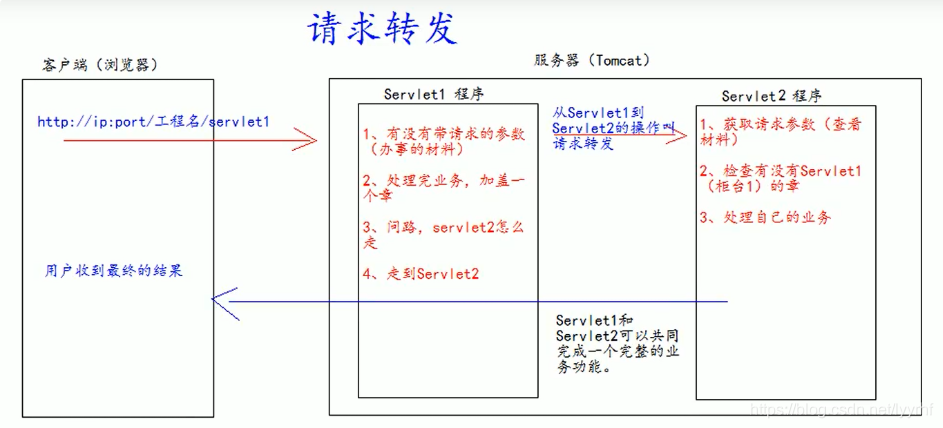 请求转发
客户端（浏览器）
服务器（Tomcat）
http://ip:port/工程名/servlet1
用户收到最终的结果
Servlet1 程序
1、有没有带请求的参数
（办事的材料）
2、处理完业务，加盖一
个章
3、问路，servlet2怎么
走
4、走到Servlet2
从Servlet1到
Servlet2的操作叫
请求转发
Servlet2 程序
1、获取请求参数（查看
材料）
2、检查有没有Servlet1
（柜台1）的章
3、处理自己的业务
Servlet1和
Servlet2可以共同
完成一个完整的业
务功能。